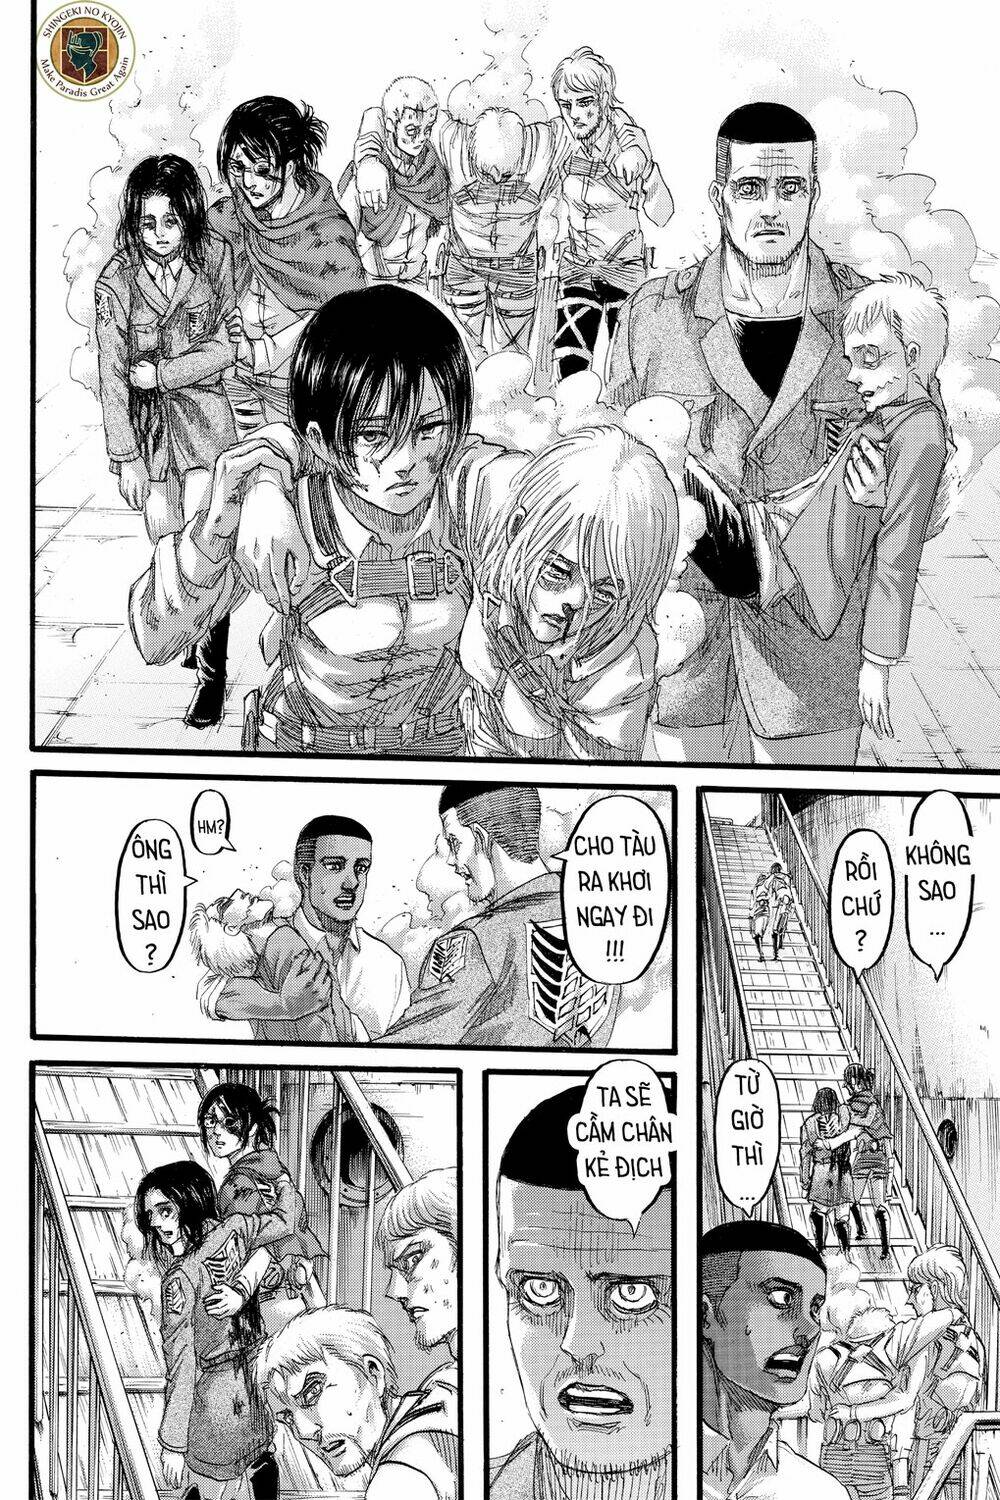 SHINGEKI NO KYOJIN
Make Paradis Great Again
KHÔNG
SAO
...
RỒI
CHỨ
?
CHO TÀU
RA KHƠI
NGAY ĐI
!!!
HM?
ÔNG
THÌ
SAO
?
TỪ
GIỜ
THÌ
...
TA SẼ
CẦM CHÂN
KẺ ĐỊCH